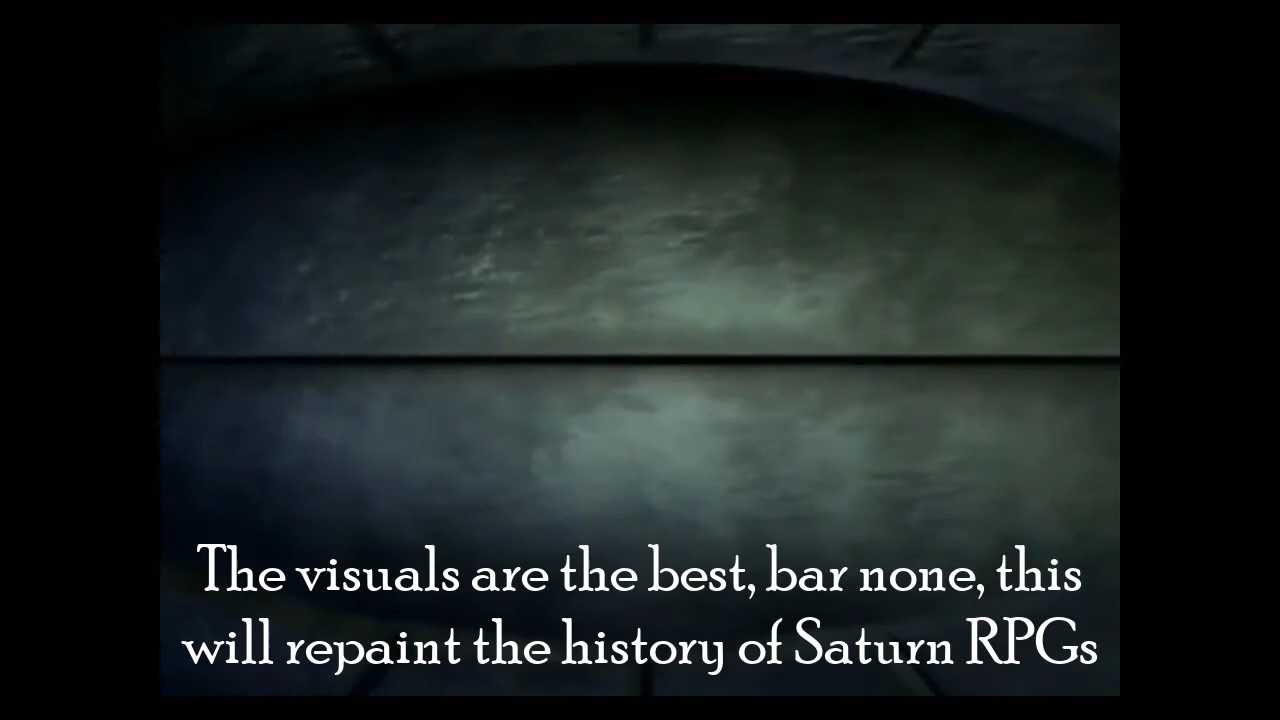 The visuals are the best, bar none, this
will repaint the history of Saturn RPGs